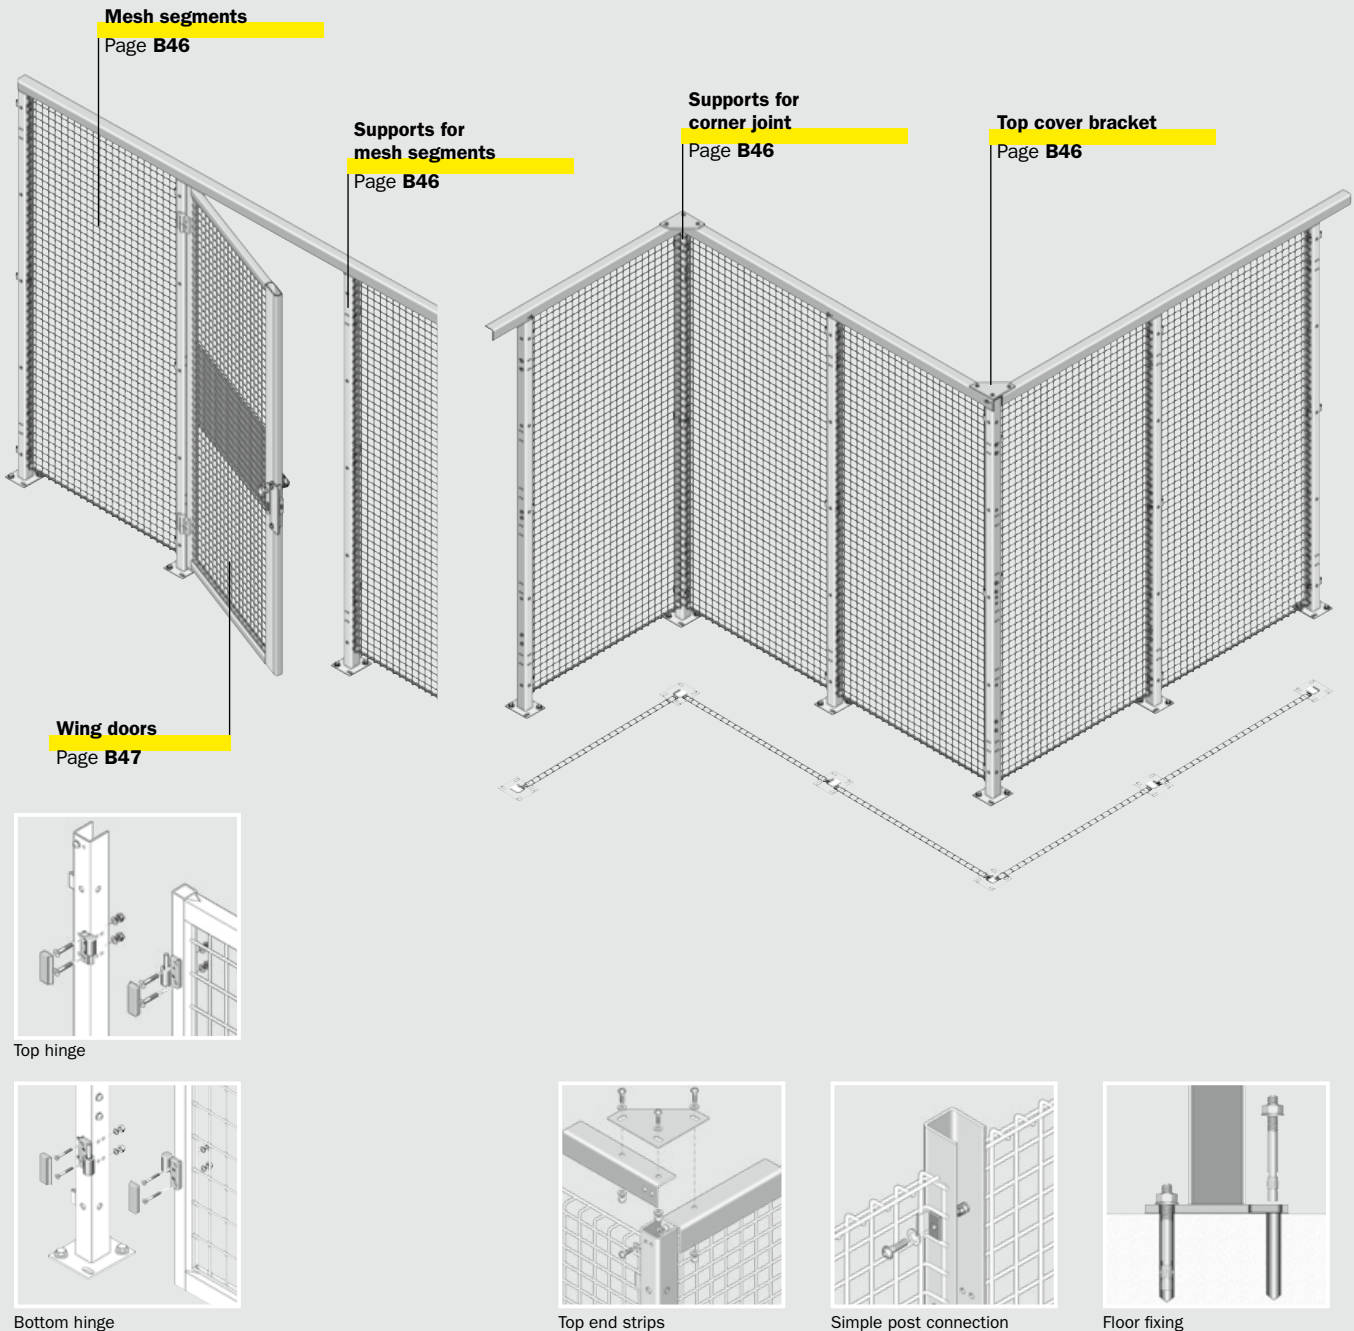 Mesh segments
Page B46
Supports for
mesh segments
Page B46
Supports for
corner joint
Page B46
Top cover bracket
Page B46
Wing doors
Page B47
Top hinge
Bottom hinge
Top end strips
Simple post connection
Floor fixing